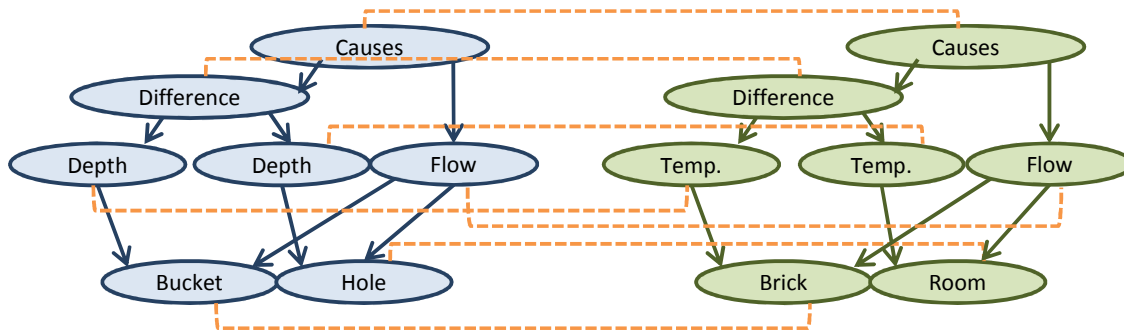 Causes
Causes
Difference
Difference
Depth
Depth
Flow
Temp.
Temp.
Flow
Bucket
Hole
Brick
Room